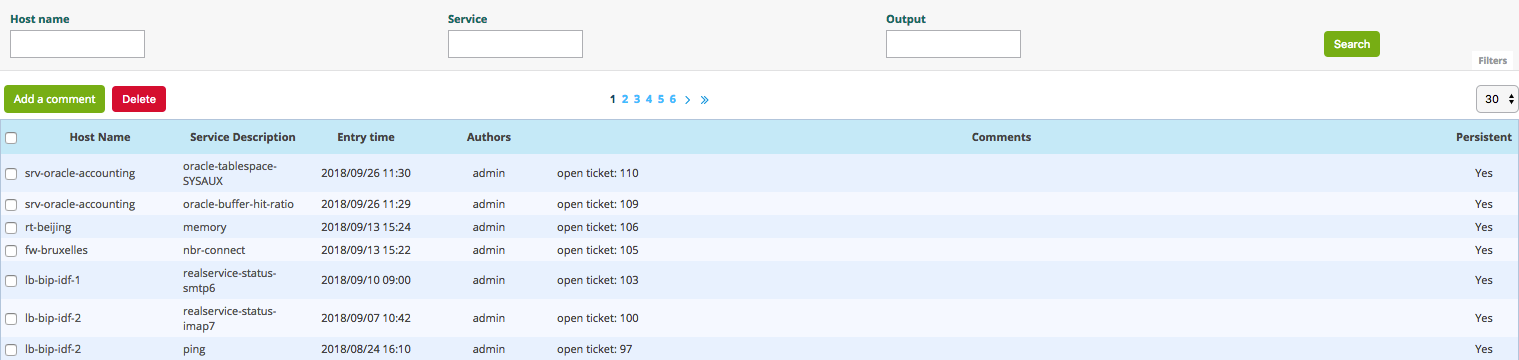 Host name Service Output
Search
Filters
Add a comment Delete 1 2 3 4 5 6 > » 30
Host Name Service Description Entry time Authors Comments Persistent
srv-oracle-accounting oracle-tablespace-
SYSAUX 2018/09/26 11:30 admin open ticket: 110 Yes
srv-oracle-accounting oracle-buffer-hit-ratio 2018/09/26 11:29 admin open ticket: 109 Yes
rt-beijing memory 2018/09/13 15:24 admin open ticket: 106 Yes
fw-bruxelles nbr-connect 2018/09/13 15:22 admin open ticket: 105 Yes
lb-bip-idf-1 realservice-status-
smtp6 2018/09/10 09:00 admin open ticket: 103 Yes
lb-bip-idf-2 realservice-status-
imap7 2018/09/07 10:42 admin open ticket: 100 Yes
lb-bip-idf-2 ping 2018/08/24 16:10 admin open ticket: 97 Yes